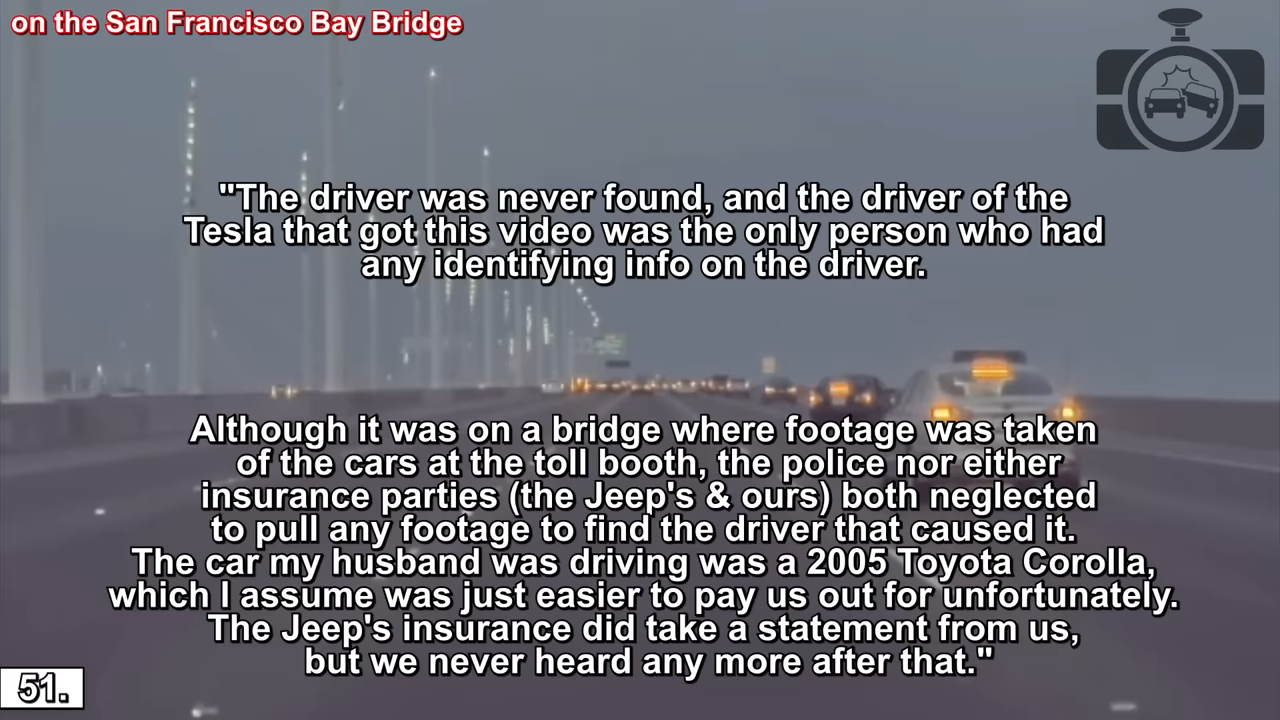 on the San Francisco Bay Bridge
"The driver was never found, and the driver of the
Tesla that got this video was the only person who had
any identifying info on the driver.
Although it was on a bridge where footage was taken
of the cars at the toll booth, the police nor either
insurance parties (the Jeep's & ours) both neglected
to pull any footage to find the driver that caused it.
The car my husband was driving was a 2005 Toyota Corolla,
which I assume was just easier to pay us out for unfortunately.
The Jeep's insurance did take a statement from us,
but we never heard any more after that."
51.